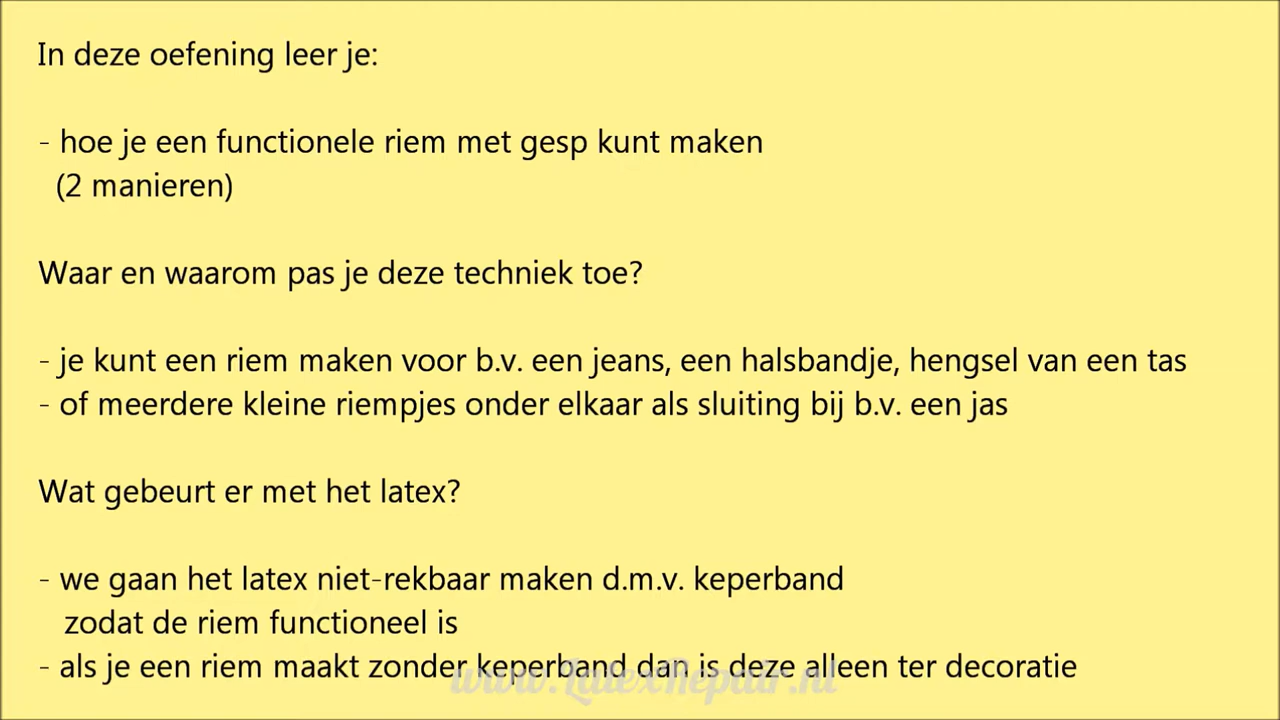 In deze oefening leer je:
- hoe je een functionele riem met gesp kunt maken
(2 manieren)
Waar en waarom pas je deze techniek toe?
- je kunt een riem maken voor b.v. een jeans, een halsbandje, hengsel van een tas
- of meerdere kleine riempjes onder elkaar als sluiting bij b.v. een jas
Wat gebeurt er met het latex?
- we gaan het latex niet-rekbaar maken d.m.v. keperband
zodat de riem functioneel is
- als je een riem maakt zonder keperband dan is deze alleen ter decoratie
www.LatexRepair.nl